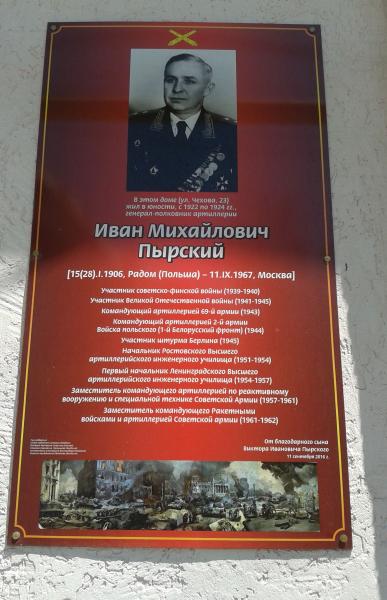 В этом доме (ул. Чехова, 23)
жил в юности, с 1922 по 1924 гг.,
генерал-полковник артиллерии
Иван Михайлович
Пырский
[15(28).I.1906, Радом (Польша) – 11.IX.1967, Москва]
Участник советско-финской войны (1939-1940)
Участник Великой Отечественной войны (1941-1945)
Командующий артиллерией 69-й армии (1943)
Командующий артиллерией 2-й армии
Войска польского (1-й Белорусский фронт) (1944)
Участник штурма Берлина (1945)
Начальник Ростовского Высшего
артиллерийского инженерного училища (1951-1954)
Первый начальник Ленинградского Высшего
артиллерийского инженерного училища (1954-1957)
Заместитель командующего артиллерией по реактивному
вооружению и специальной технике Советской Армии (1957-1961)
Заместитель командующего Ракетными
войсками и артиллерией Советской армии (1961-1962)
От благодарного сына
Виктора Ивановича Пырского
11 сентября 2016 г.